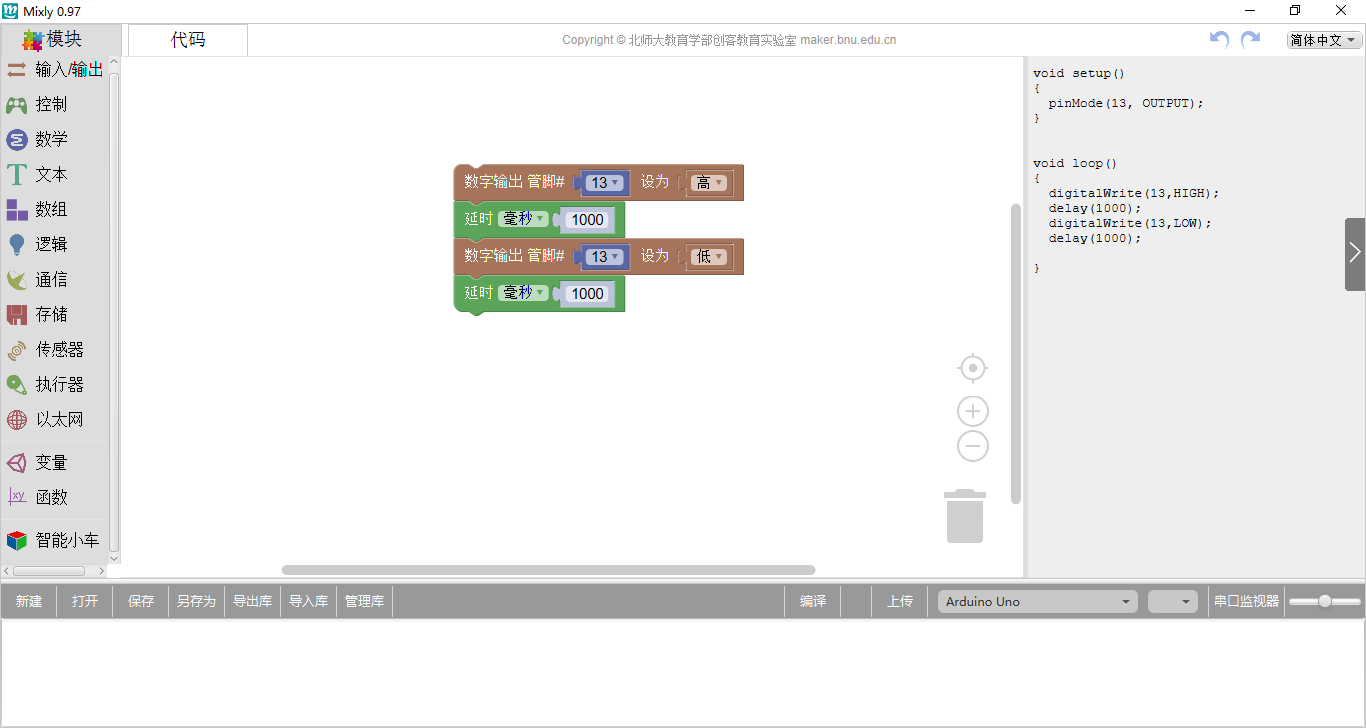 Mixly 0.97
模块
代码
Copyright © 北师大教育学部创客教育实验室 maker.bnu.edu.cn
简体中文
输入/输出
控制
数学
文本
数组
逻辑
通信
存储
传感器
执行器
以太网
变量
函数
智能小车
数字输出 管脚# 13 设为 高
延时 毫秒 1000
数字输出 管脚# 13 设为 低
延时 毫秒 1000
void setup()
{
pinMode(13, OUTPUT);
}
void loop()
{
digitalWrite(13,HIGH);
delay(1000);
digitalWrite(13,LOW);
delay(1000);
}
新建 打开 保存 另存为 导出库 导入库 管理库 编译 上传 Arduino Uno 串口监视器